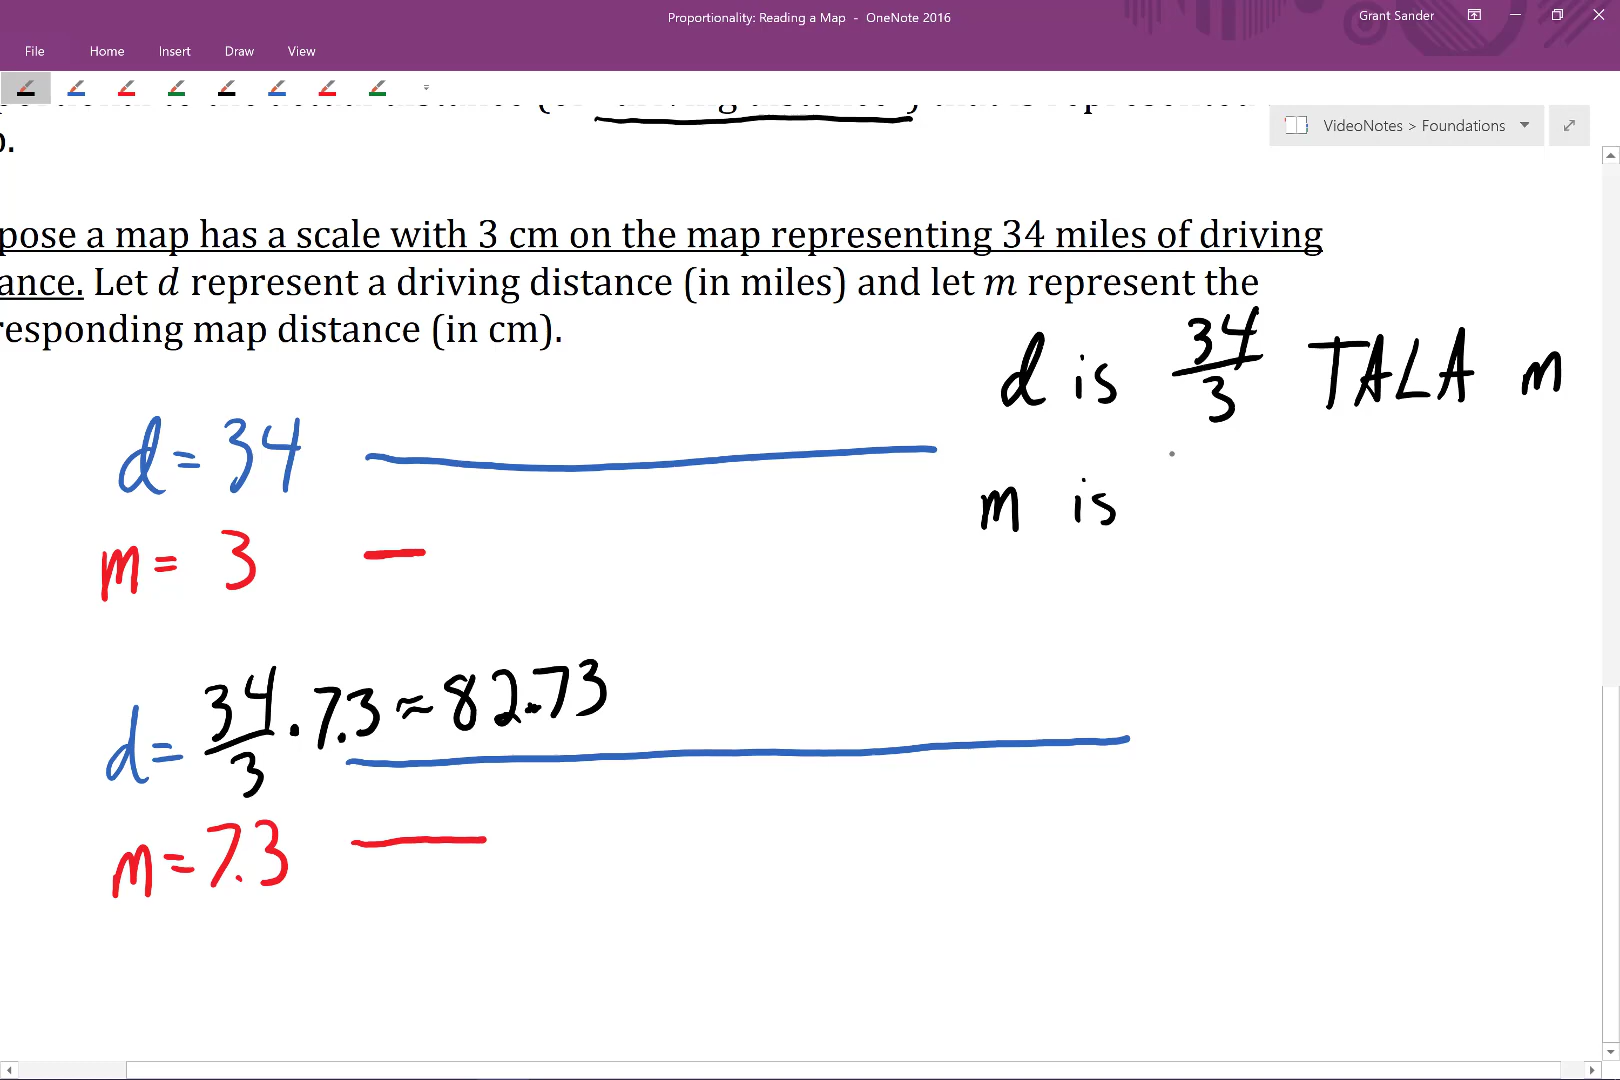 Proportionality: Reading a Map - OneNote 2016
Grant Sander
File Home Insert Draw View
VideoNotes > Foundations
pose a map has a scale with 3 cm on the map representing 34 miles of driving
ance. Let d represent a driving distance (in miles) and let m represent the
responding map distance (in cm).
d is 34/3 TALA m
d = 34
m is
m = 3
d = 34/3 . 7.3 ≈ 82.73
m = 7.3